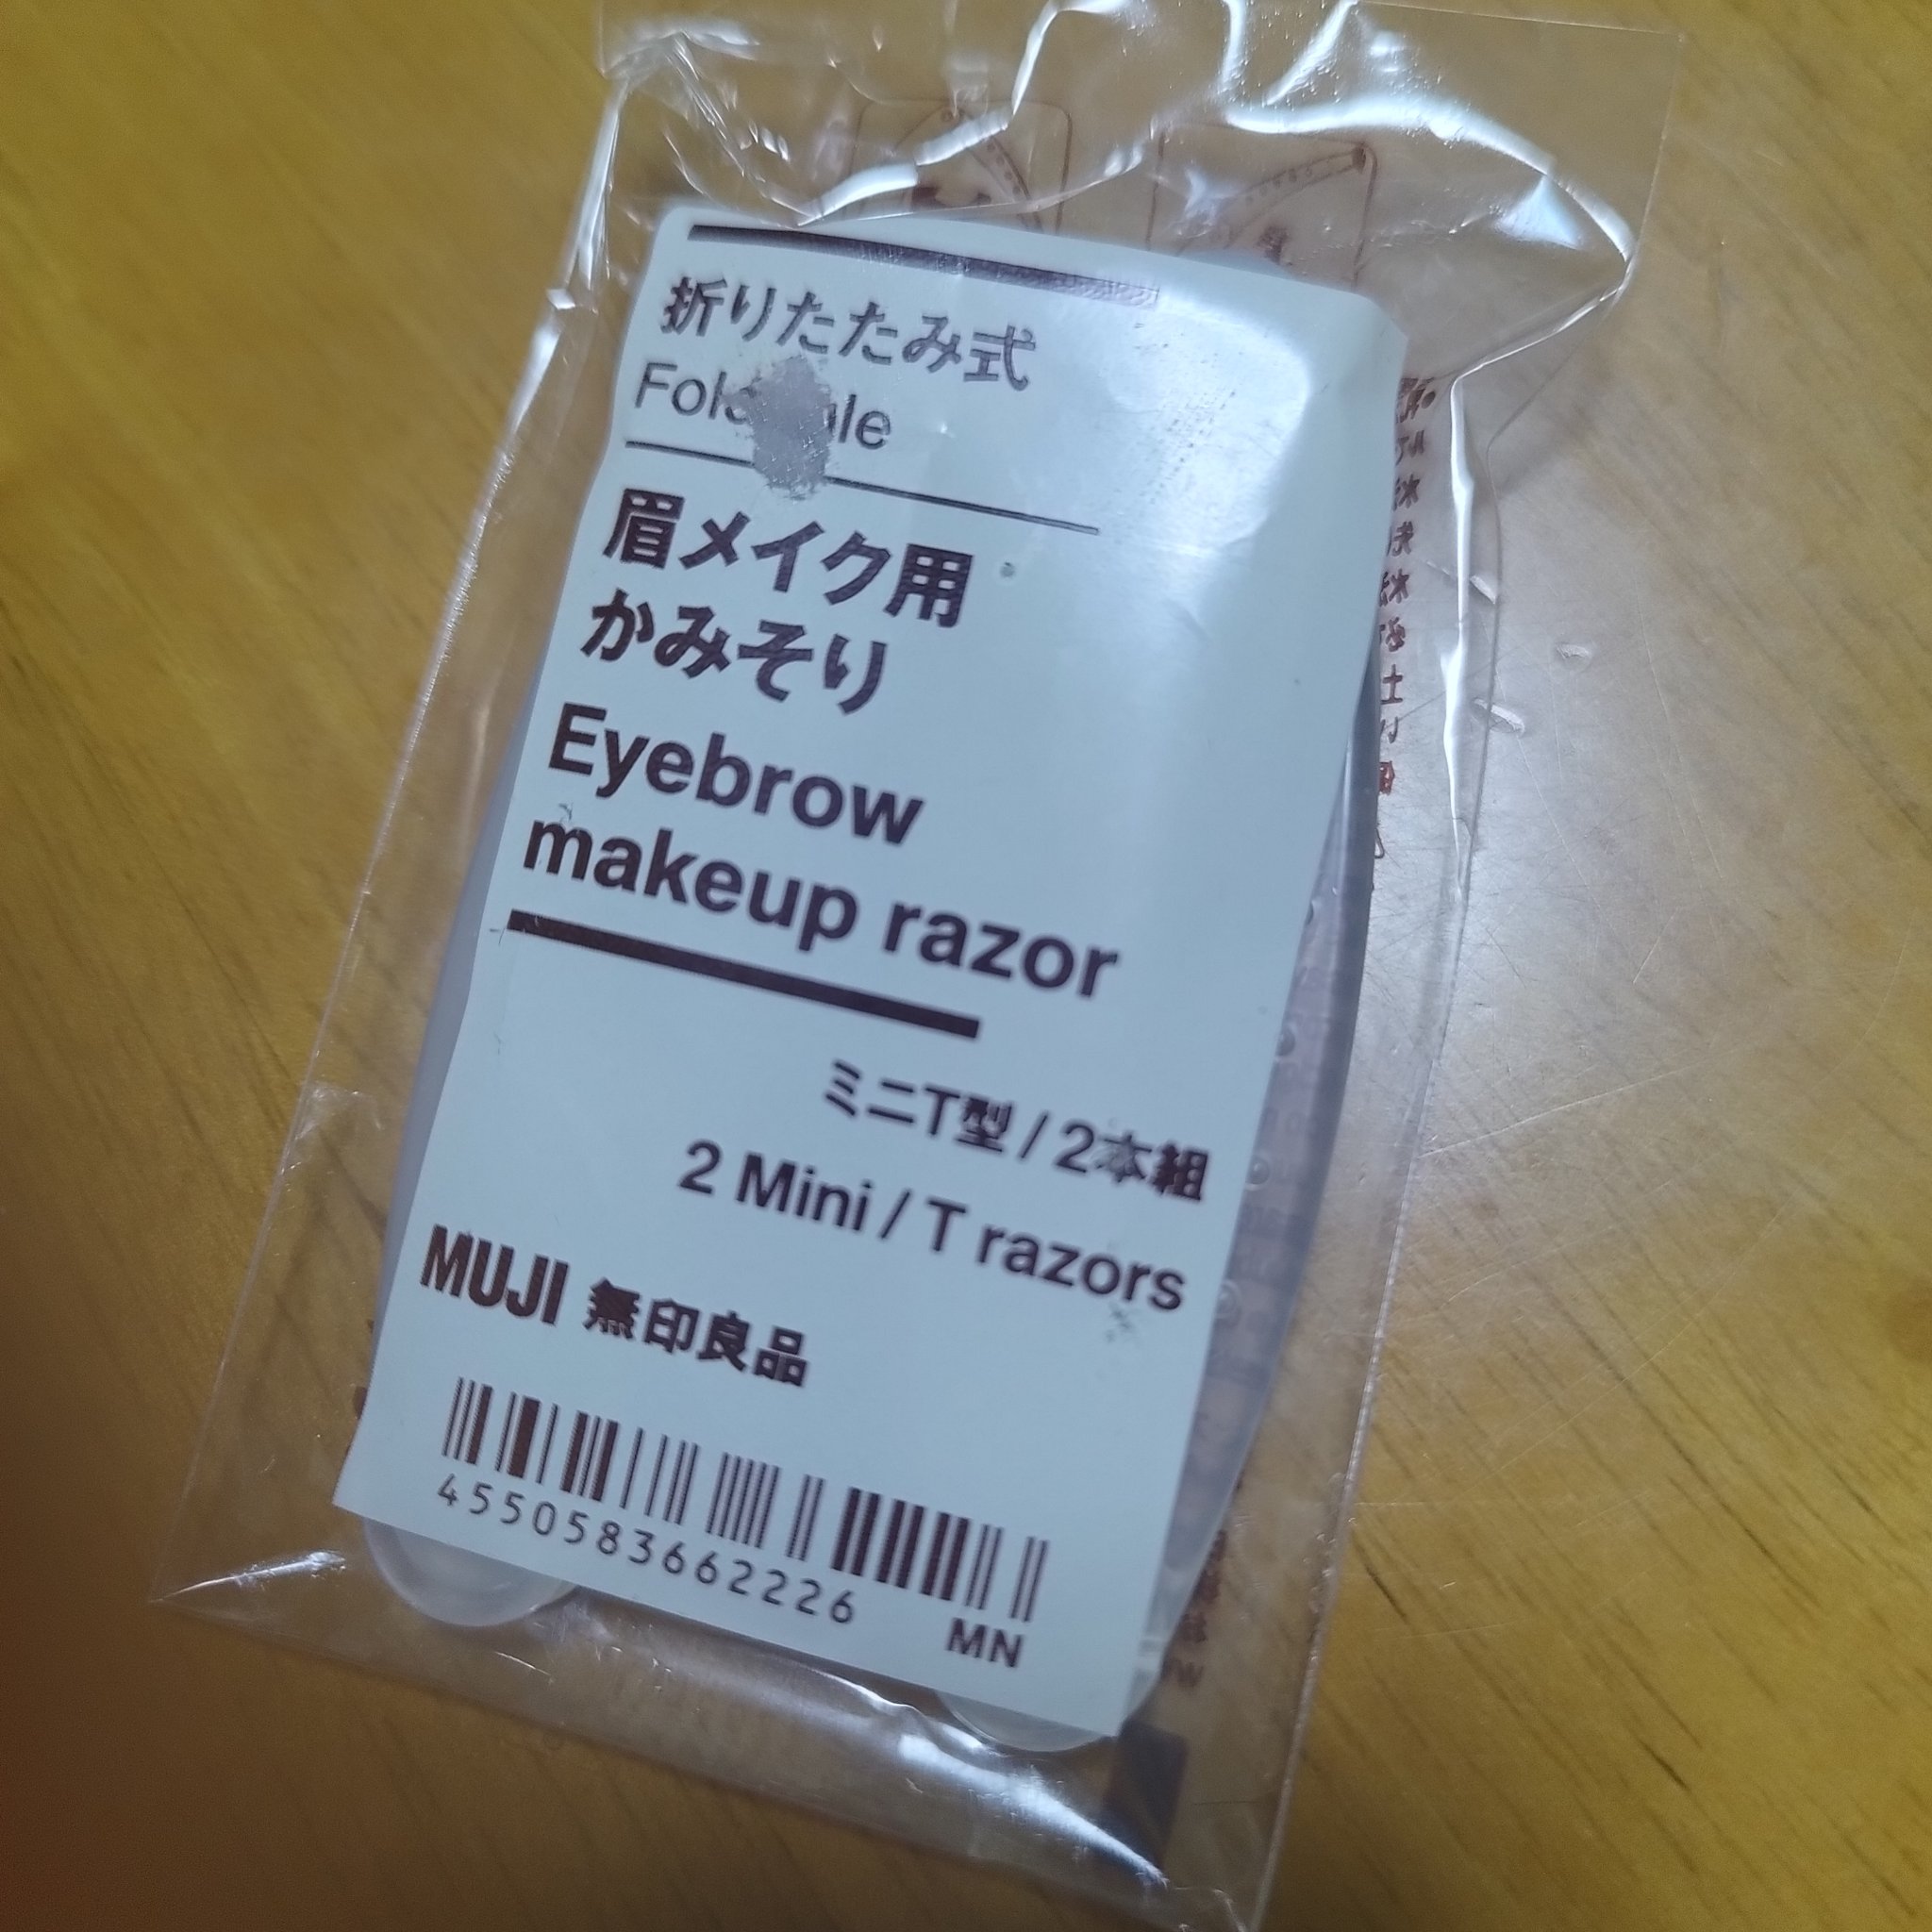 折りたたみ式
眉メイク用
かみそり
Eyebrow
makeup razor
ミニT型 / 2本組
2 Mini / T razors
MUJI 無印良品
4550583662226
MN